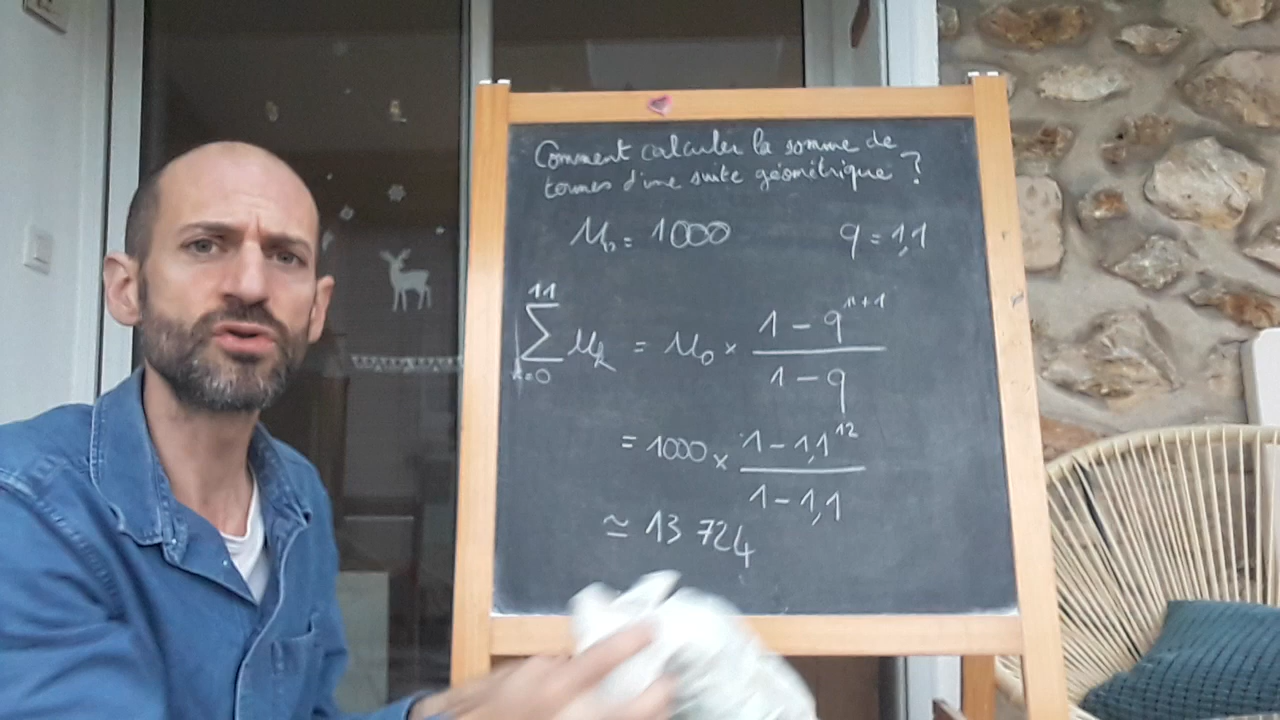 Comment calculer la somme de
termes d'une suite géométrique ?
u₀ = 1000 q = 1,1
11
∑ uₖ = u₀ × (1 - qⁿ⁺¹) / (1 - q)
k=0
= 1000 × (1 - 1,1¹²) / (1 - 1,1)
≃ 13 724